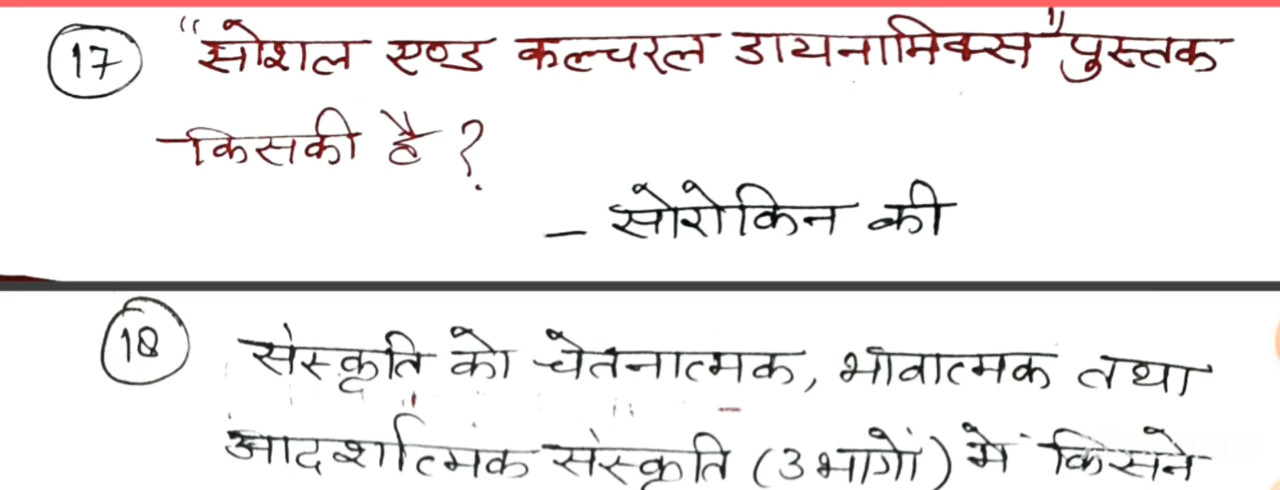 (17) "सोशल एण्ड कल्चरल डायनामिक्स" पुस्तक
किसकी है ?
- सोरोकिन की
(18) संस्कृति को चेतनात्मक, भावात्मक तथा
आदर्शात्मक संस्कृति (3 भागों) में किसने